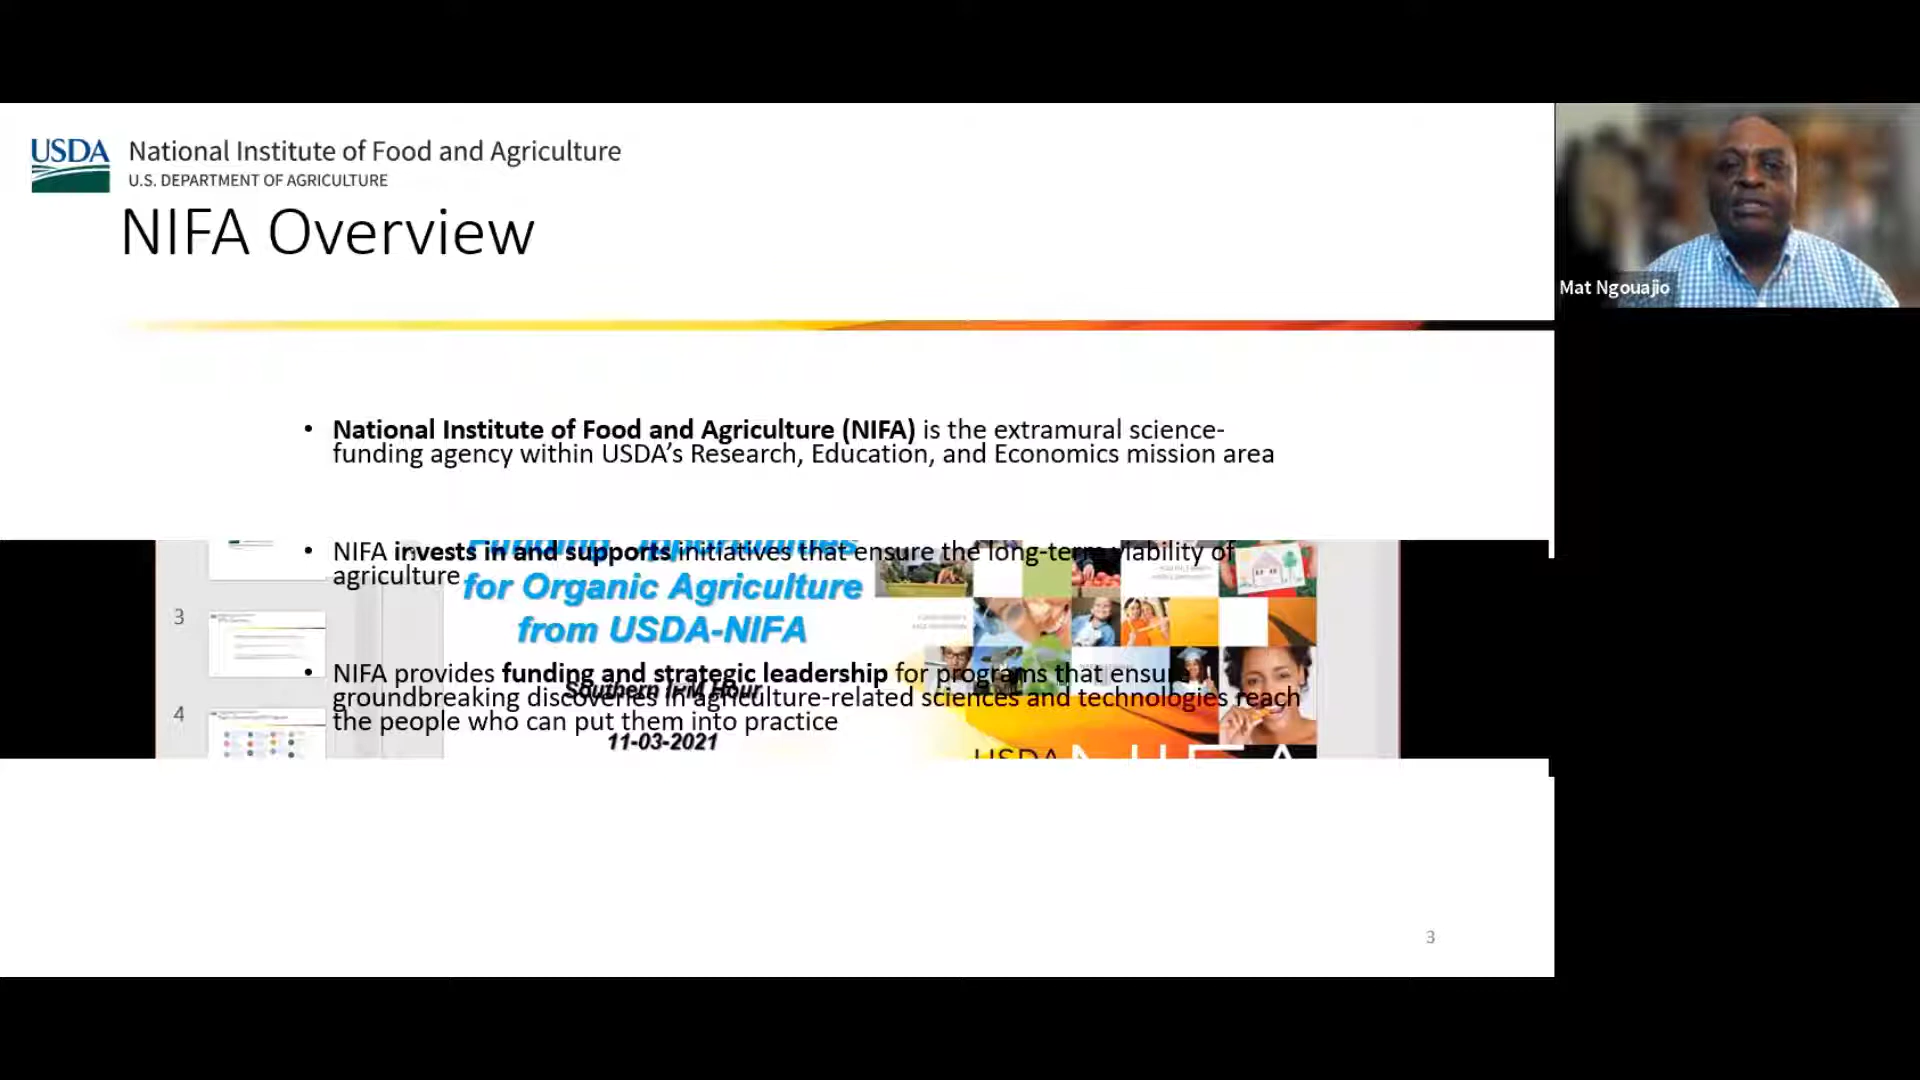 USDA
National Institute of Food and Agriculture
U.S. DEPARTMENT OF AGRICULTURE
NIFA Overview
Mat Ngouajio
• National Institute of Food and Agriculture (NIFA) is the extramural science-
funding agency within USDA’s Research, Education, and Economics mission area
• NIFA invests in and supports initiatives that ensure the long-term viability of
agriculture
Funding Opportunities
for Organic Agriculture
from USDA-NIFA
3
• NIFA provides funding and strategic leadership for programs that ensure
groundbreaking discoveries in agriculture-related sciences and technologies reach
the people who can put them into practice
Southern IPM Hour
11-03-2021
4
USDA NIFA
3